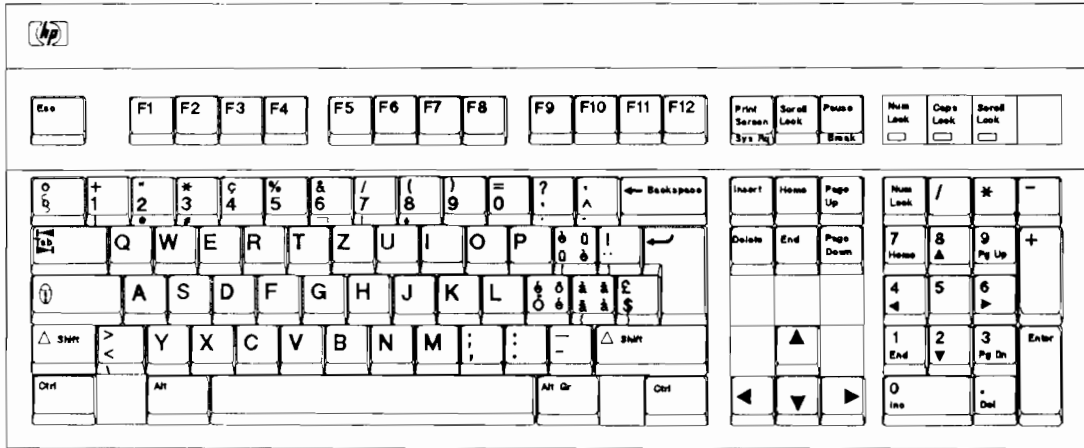 hp
Esc F1 F2 F3 F4 F5 F6 F7 F8 F9 F10 F11 F12 Print Screen Sys Rq Scroll Lock Pause Break Num Lock Caps Lock Scroll Lock
+ 1 " 2 * 3 ç 4 % 5 & 6 / 7 ( 8 ) 9 = 0 ? ' ^ Backspace Insert Home Page Up Num Lock / * -
Tab Q W E R T Z U I O P è ü ! Delete End Page Down 7 Home 8 9 Pg Up +
A S D F G H J K L é ö à ä £ $ 4 5 6
Shift > < \ Y X C V B N M ; , : . _ - Shift 1 End 2 3 Pg Dn Enter
Ctrl Alt Alt Gr Ctrl 0 Ins . Del